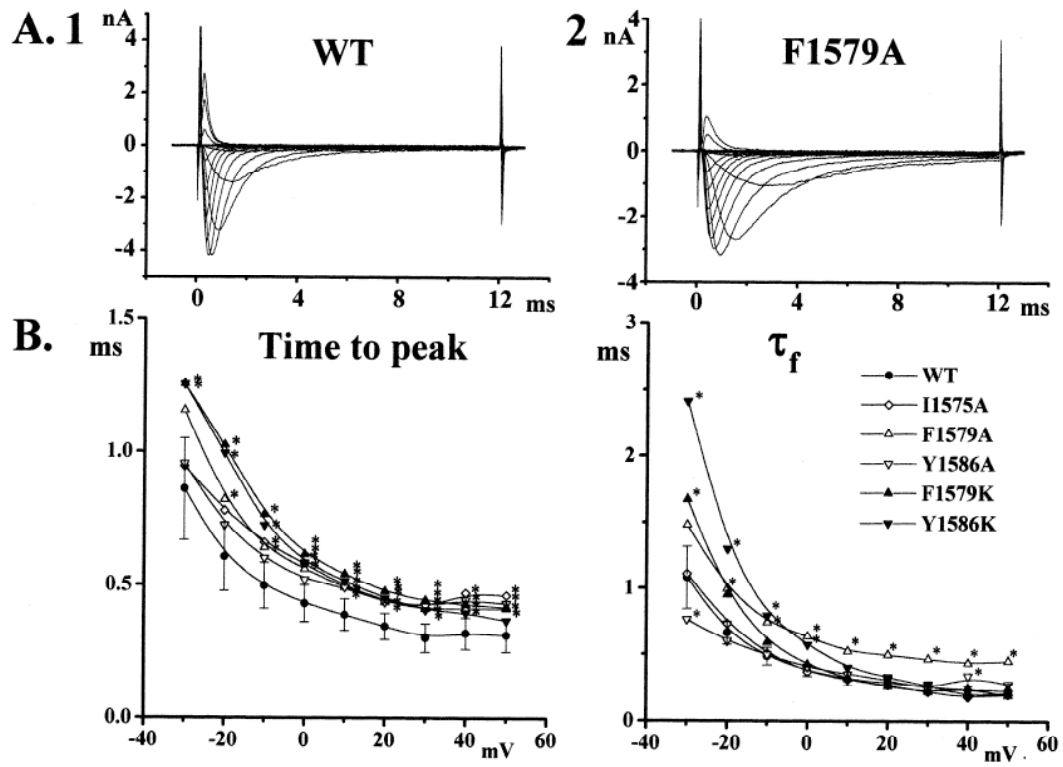 A. 1 nA WT
4
2
0
-2
-4
0 4 8 12 ms
2 nA F1579A
4
2
0
-2
-4
0 4 8 12 ms
B. ms Time to peak
1.5
1.0
0.5
0.0
-40 -20 0 20 40 mV 60
ms τf
3
2
1
0
WT
I1575A
F1579A
Y1586A
F1579K
Y1586K
-40 -20 0 20 40 mV 60